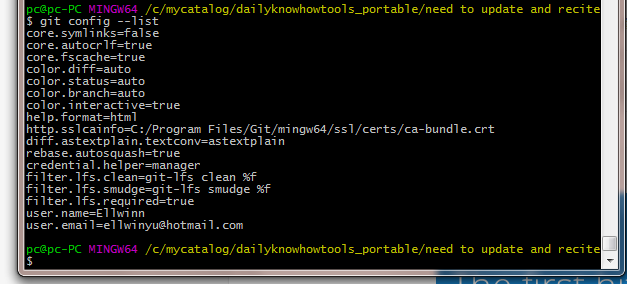 pc@pc-PC MINGW64 /c/mycatalog/dailyknowhowtools_portable/need to update and recite
$ git config --list
core.symlinks=false
core.autocrlf=true
core.fscache=true
color.diff=auto
color.status=auto
color.branch=auto
color.interactive=true
help.format=html
http.sslcainfo=C:/Program Files/Git/mingw64/ssl/certs/ca-bundle.crt
diff.astextplain.textconv=astextplain
rebase.autosquash=true
credential.helper=manager
filter.lfs.clean=git-lfs clean %f
filter.lfs.smudge=git-lfs smudge %f
filter.lfs.required=true
user.name=Ellwinn
user.email=ellwinyu@hotmail.com
pc@pc-PC MINGW64 /c/mycatalog/dailyknowhowtools_portable/need to update and recite
$
The first